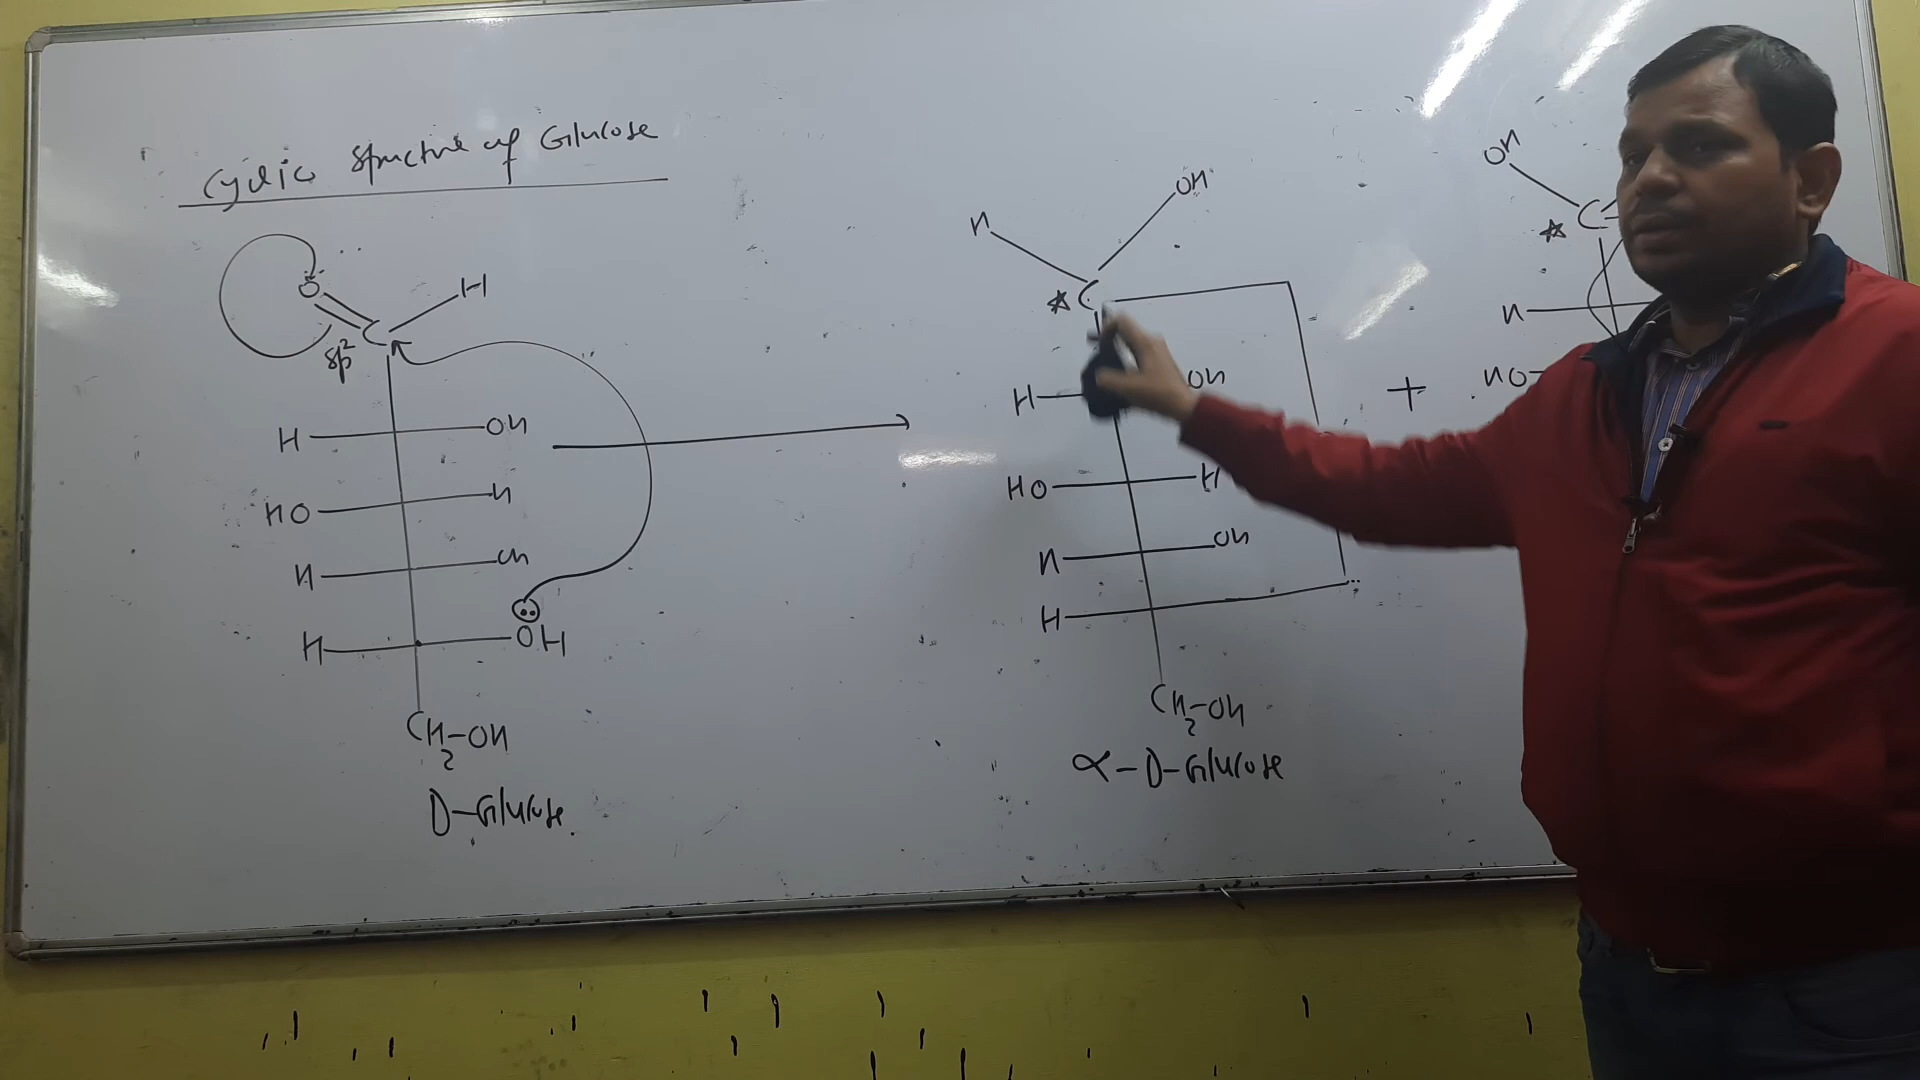 Cyclic Structure of Glucose
O
C
H
sp²
H
OH
HO
H
H
OH
H
OH
CH2-OH
D-Glucose
H
OH
C
H
OH
HO
H
H
OH
H
CH2-OH
α-D-Glucose
+
OH
C
H
HO